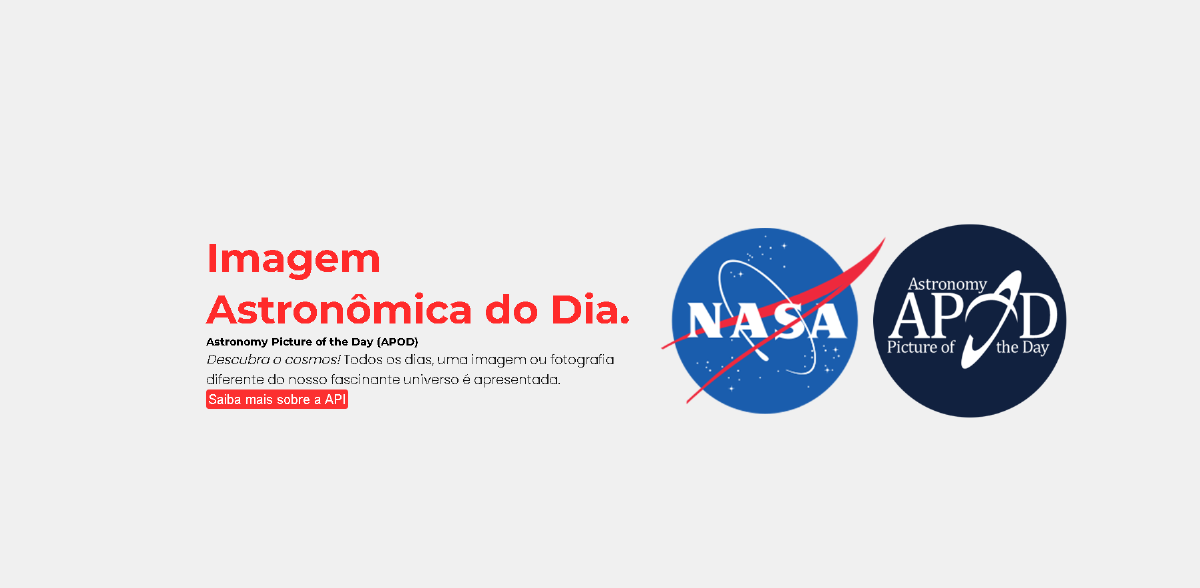 Imagem
Astronômica do Dia.
Astronomy Picture of the Day (APOD)
Descubra o cosmos! Todos os dias, uma imagem ou fotografia
diferente do nosso fascinante universo é apresentada.
Saiba mais sobre a API
NASA
Astronomy
APOD
Picture of the Day